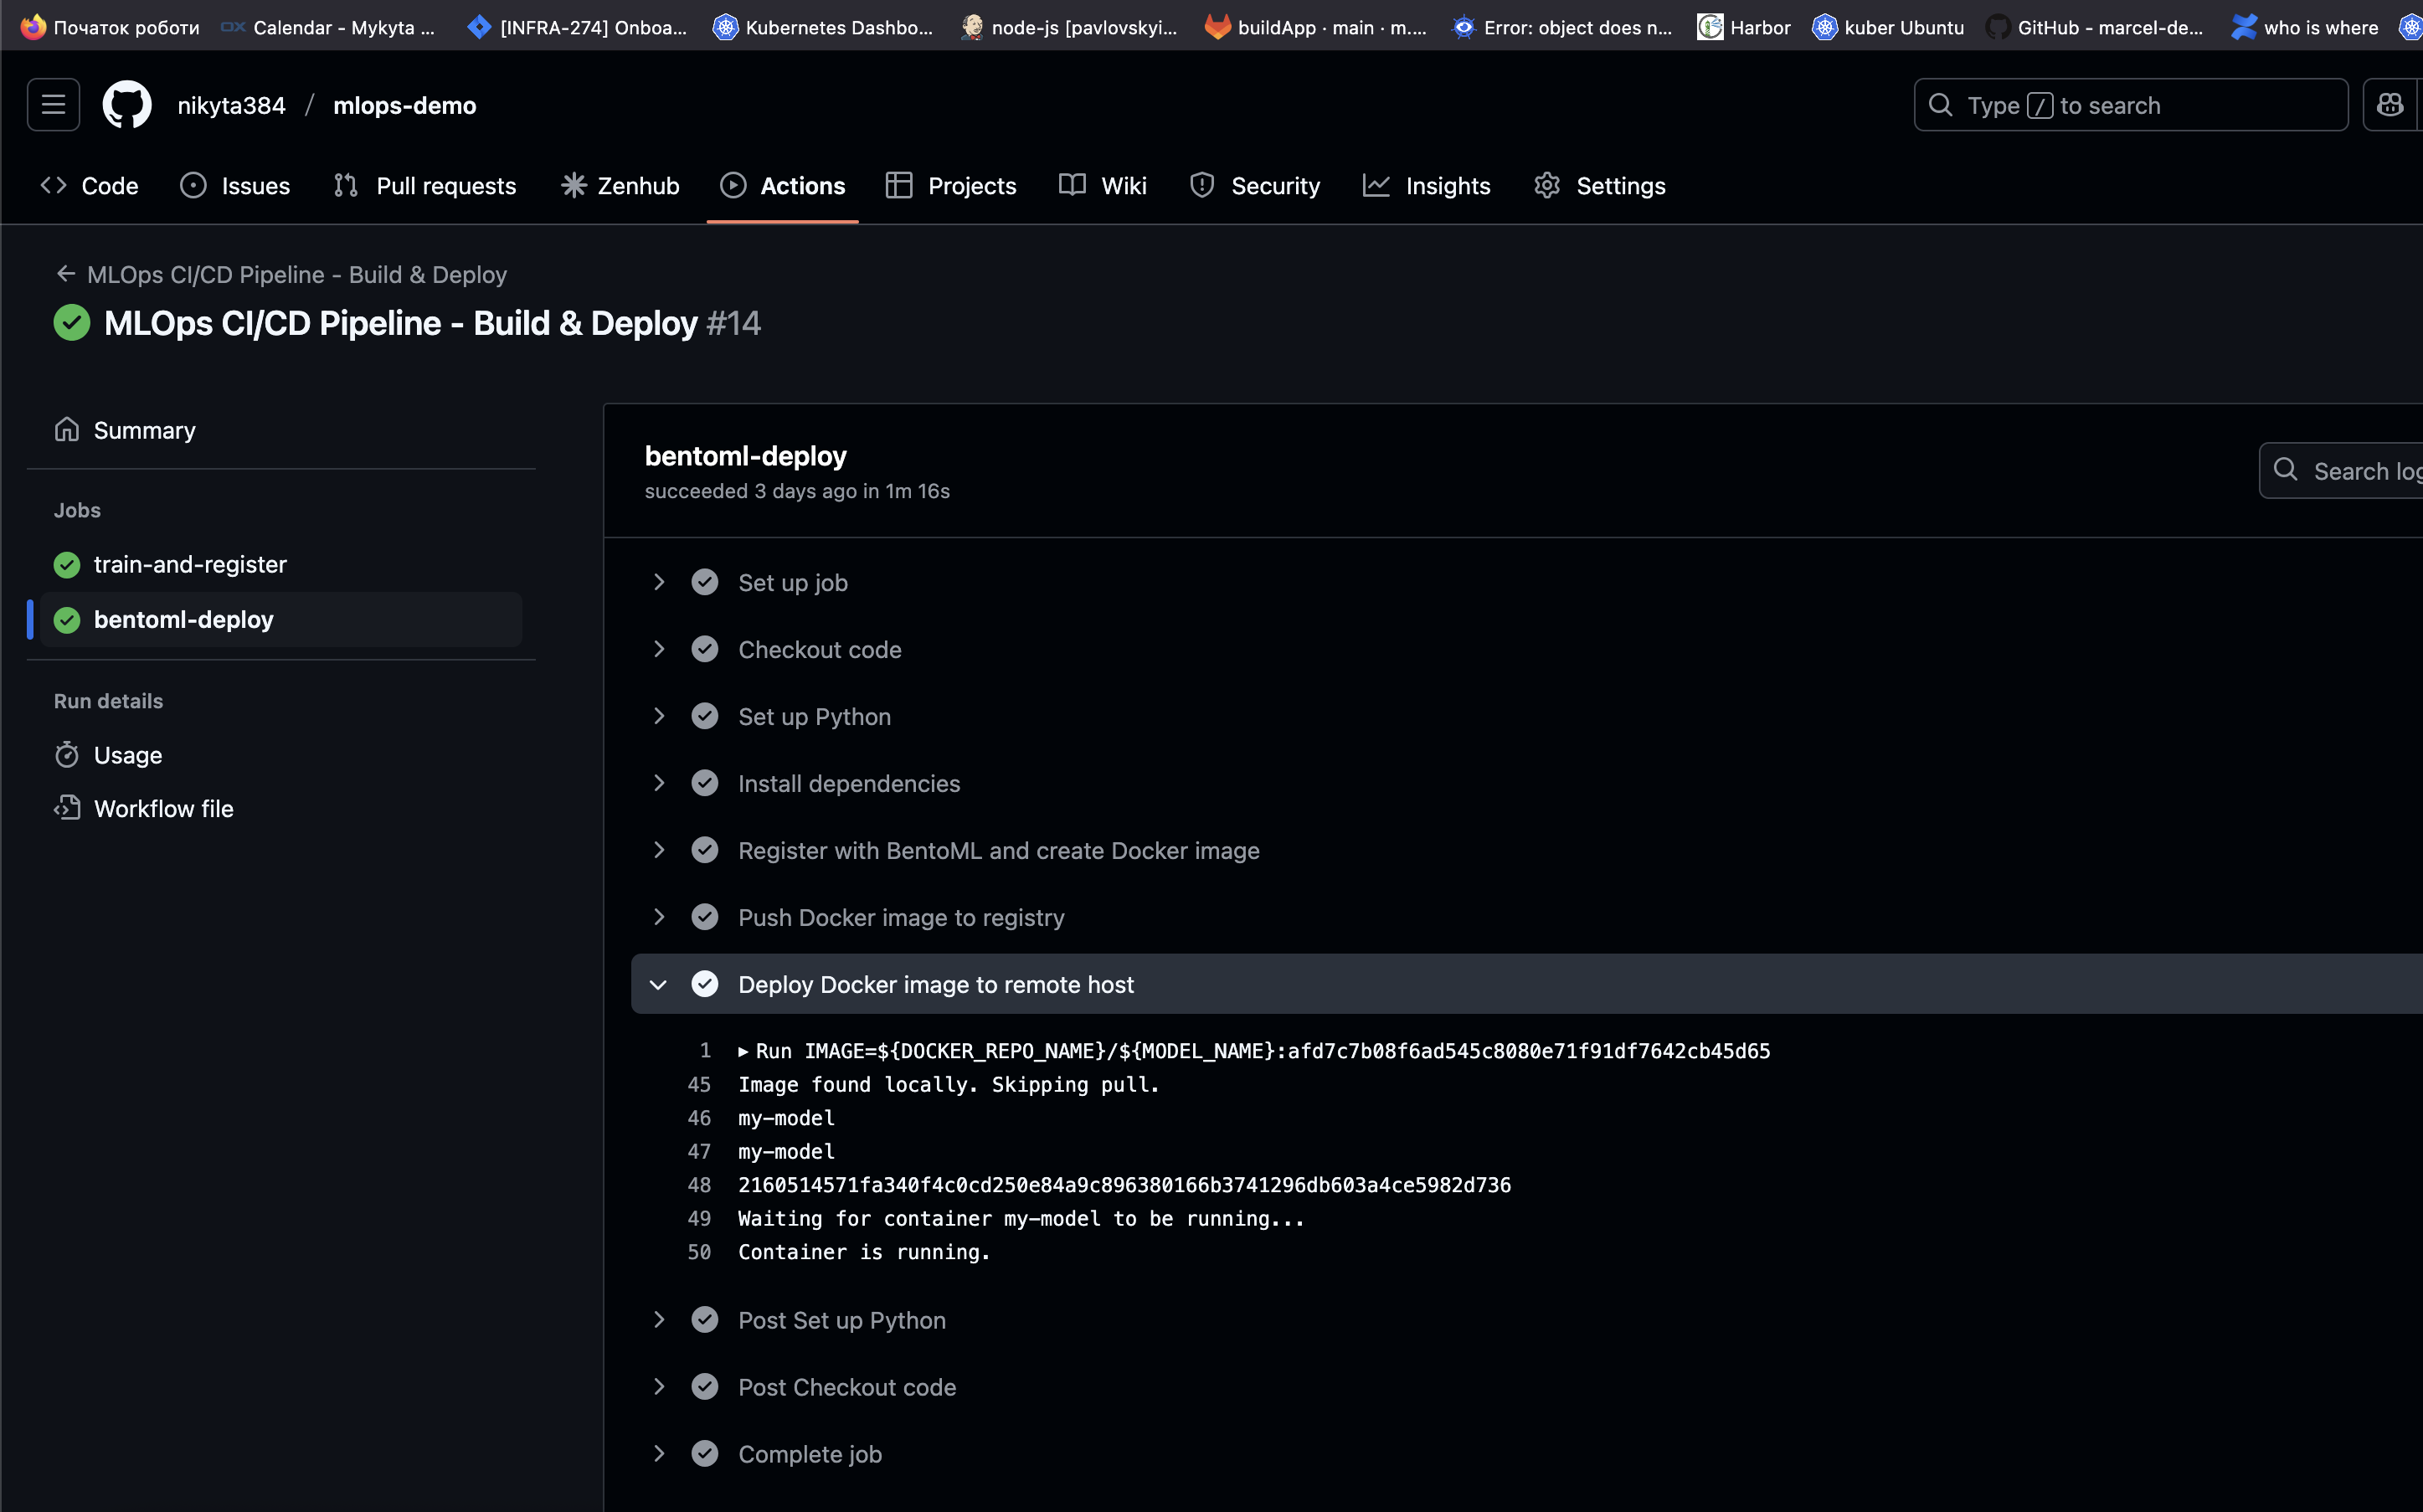 Початок роботи
DX Calendar - Mykyta ...
[INFRA-274] Onboa...
Kubernetes Dashbo...
node-js [pavlovskyi...
buildApp · main · m....
Error: object does n...
Harbor
kuber Ubuntu
GitHub - marcel-de...
who is where
nikyta384 / mlops-demo
Type / to search
Code
Issues
Pull requests
Zenhub
Actions
Projects
Wiki
Security
Insights
Settings
← MLOps CI/CD Pipeline - Build & Deploy
MLOps CI/CD Pipeline - Build & Deploy #14
Summary
Jobs
train-and-register
bentoml-deploy
Run details
Usage
Workflow file
bentoml-deploy
succeeded 3 days ago in 1m 16s
Search log
Set up job
Checkout code
Set up Python
Install dependencies
Register with BentoML and create Docker image
Push Docker image to registry
Deploy Docker image to remote host
1 ▶ Run IMAGE=${DOCKER_REPO_NAME}/${MODEL_NAME}:afd7c7b08f6ad545c8080e71f91df7642cb45d65
45 Image found locally. Skipping pull.
46 my-model
47 my-model
48 2160514571fa340f4c0cd250e84a9c896380166b3741296db603a4ce5982d736
49 Waiting for container my-model to be running...
50 Container is running.
Post Set up Python
Post Checkout code
Complete job